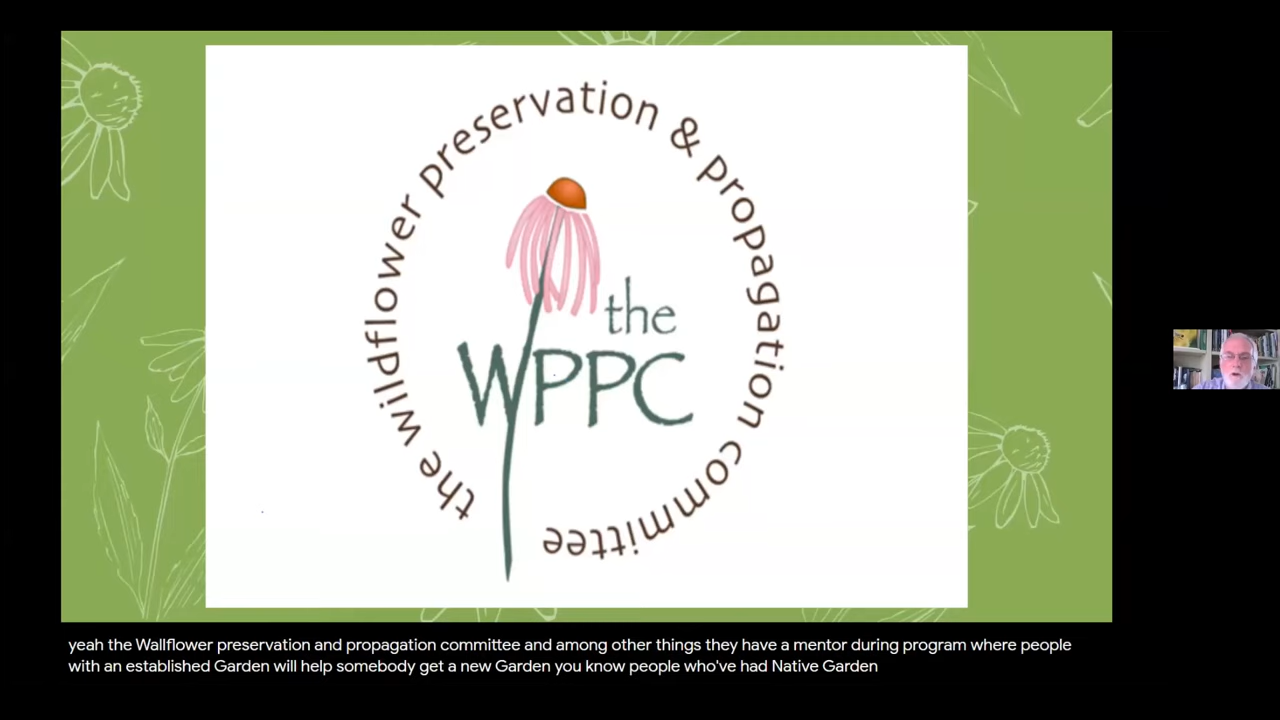 the wildflower preservation & propagation committee
the
WPPC
yeah the Wallflower preservation and propagation committee and among other things they have a mentor during program where people
with an established Garden will help somebody get a new Garden you know people who've had Native Garden